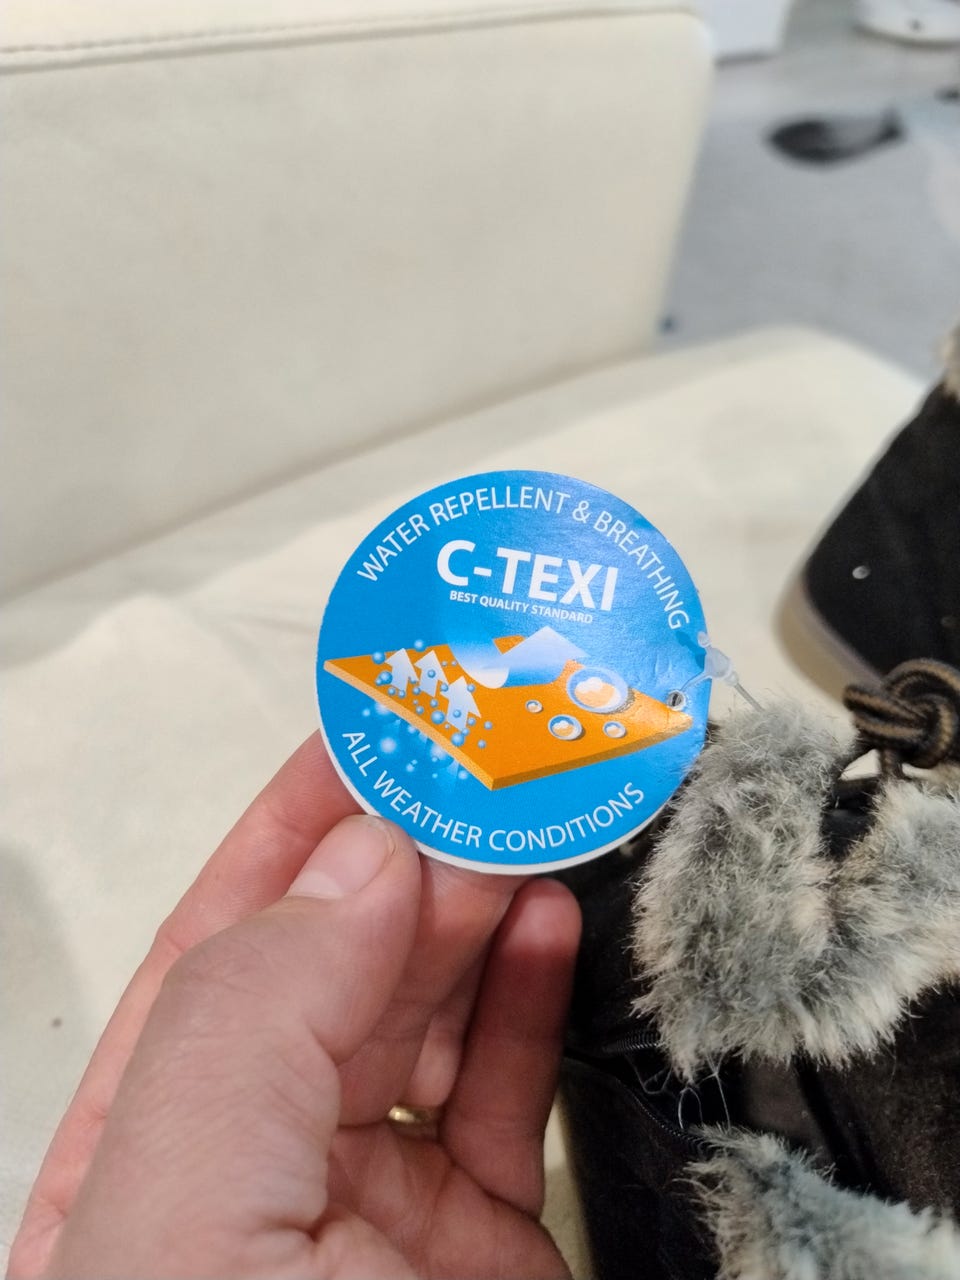 WATER REPELLENT & BREATHING
C-TEXI
BEST QUALITY STANDARD
ALL WEATHER CONDITIONS